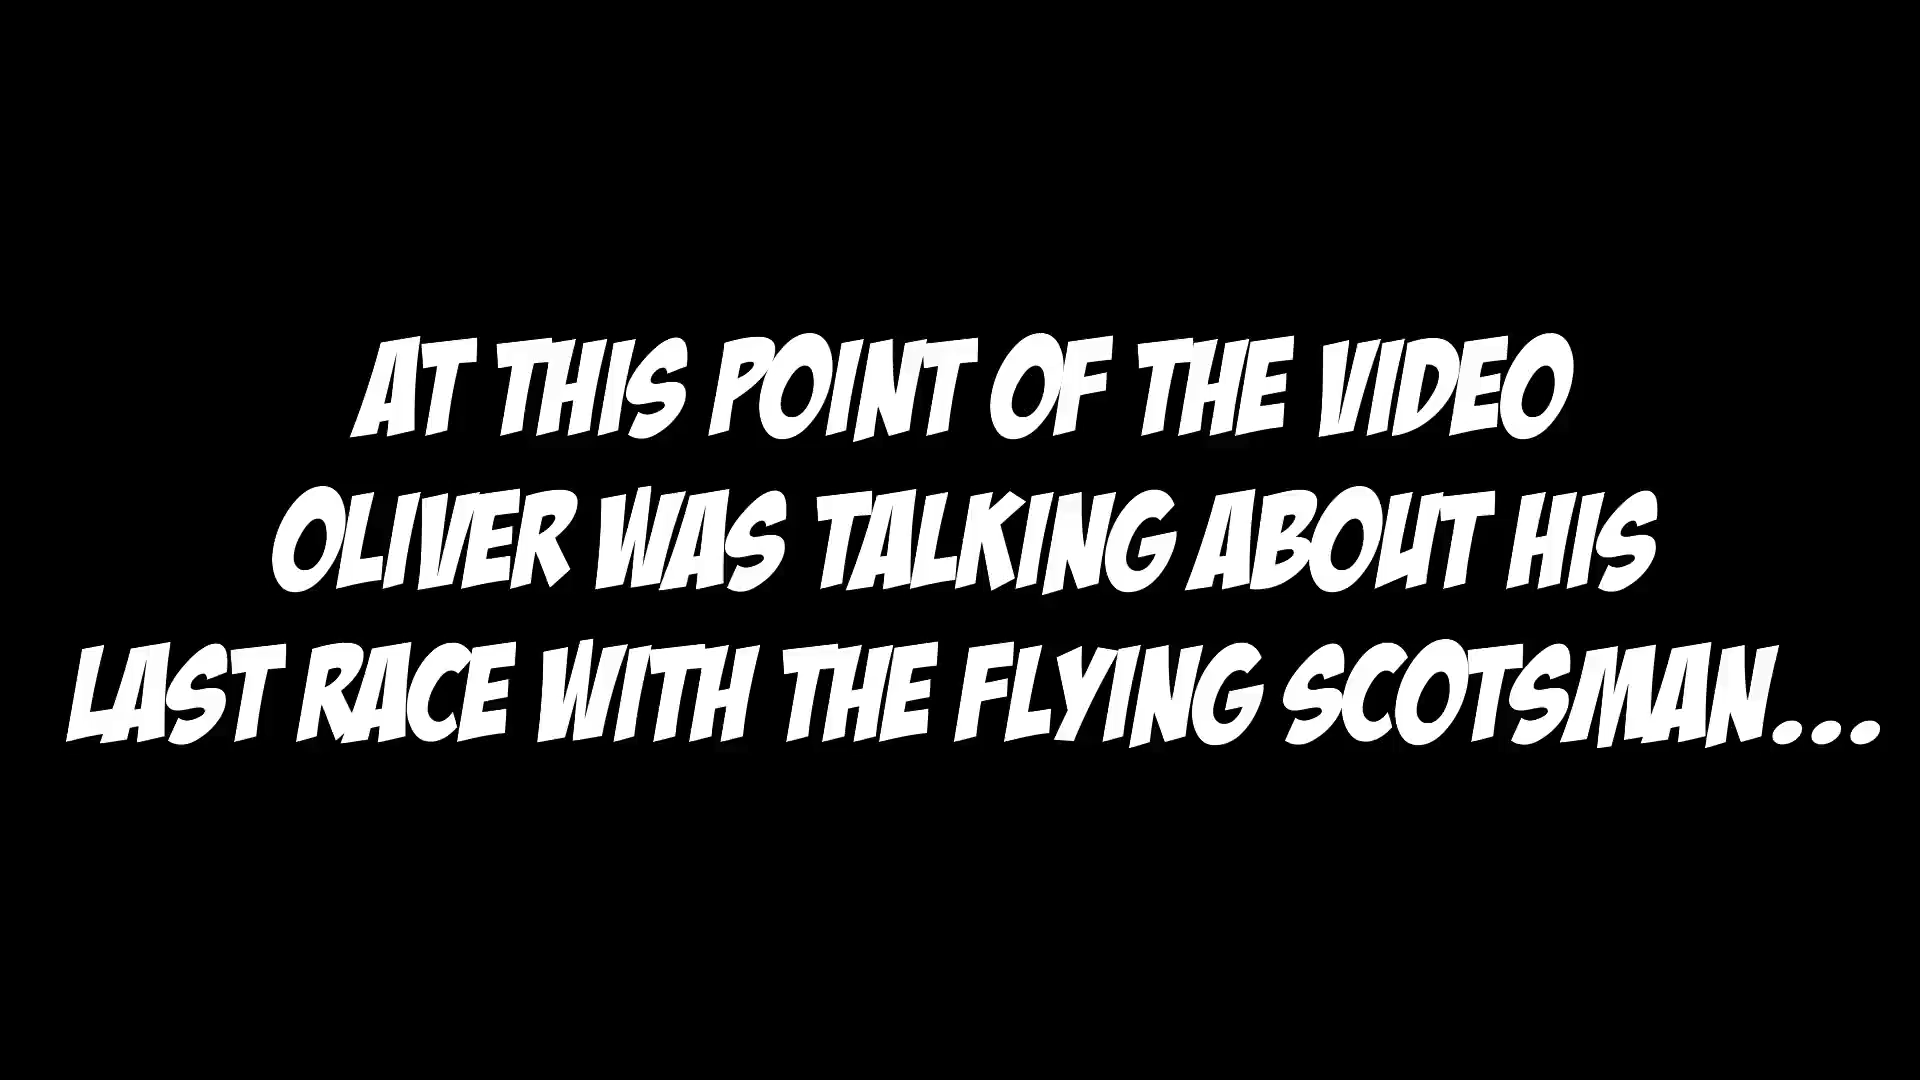 AT THIS POINT OF THE VIDEO
OLIVER WAS TALKING ABOUT HIS
LAST RACE WITH THE FLYING SCOTSMAN...